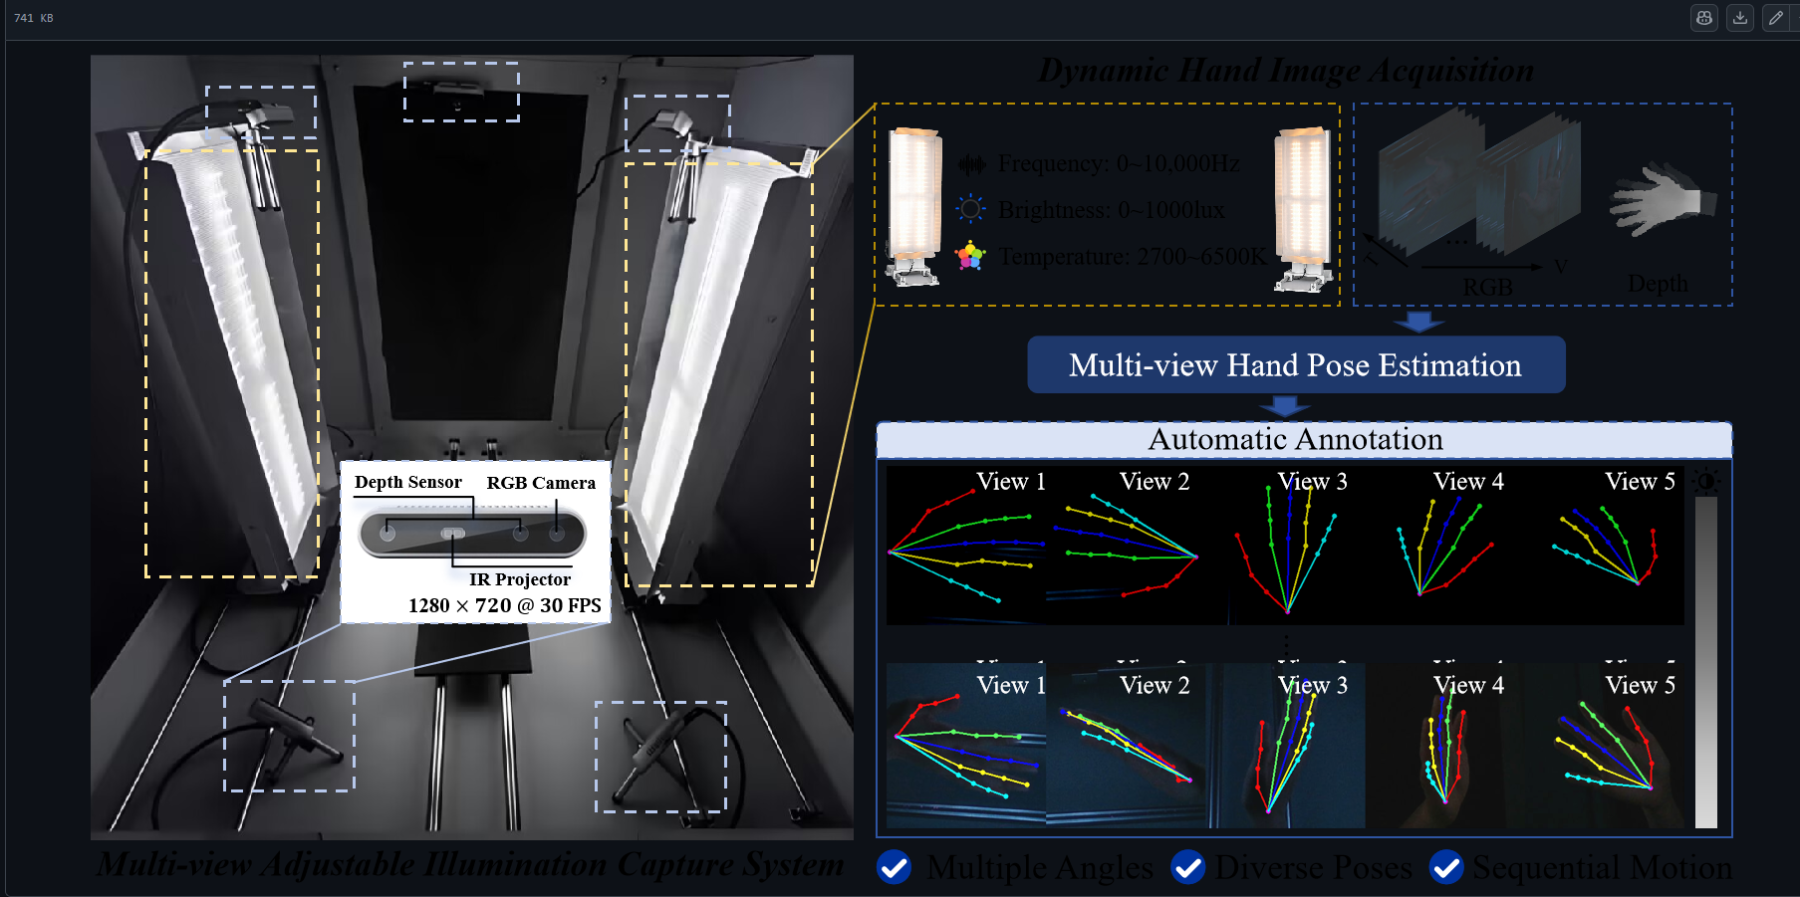 741 KB
Dynamic Hand Image Acquisition
Frequency: 0~10,000Hz
Brightness: 0~1000lux
Temperature: 2700~6500K
T
...
V
RGB
Depth
Multi-view Hand Pose Estimation
Automatic Annotation
View 1 View 2 View 3 View 4 View 5
View 1 View 2 View 3 View 4 View 5
Depth Sensor RGB Camera
IR Projector
1280 × 720 @ 30 FPS
Multi-view Adjustable Illumination Capture System
Multiple Angles Diverse Poses Sequential Motion